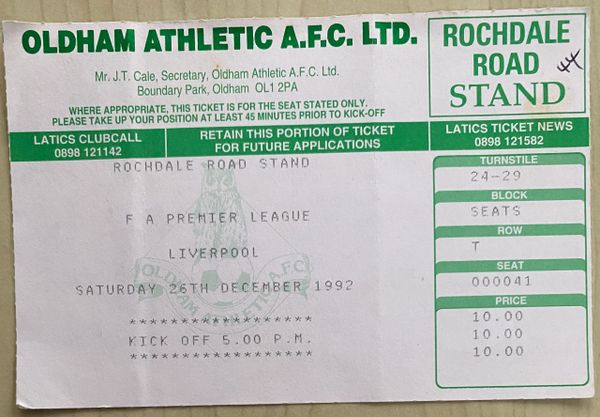 OLDHAM ATHLETIC A.F.C. LTD.
Mr. J.T. Cale, Secretary, Oldham Athletic A.F.C. Ltd.
Boundary Park, Oldham OL1 2PA
WHERE APPROPRIATE, THIS TICKET IS FOR THE SEAT STATED ONLY.
PLEASE TAKE UP YOUR POSITION AT LEAST 45 MINUTES PRIOR TO KICK-OFF
ROCHDALE
ROAD
44
STAND
LATICS CLUBCALL
0898 121142
RETAIN THIS PORTION OF TICKET
FOR FUTURE APPLICATIONS
LATICS TICKET NEWS
0898 121582
ROCHDALE ROAD STAND
F A PREMIER LEAGUE
LIVERPOOL
SATURDAY 26TH DECEMBER 1992
*******************
KICK OFF 5.00 P.M.
*******************
OLDHAM ATHLETIC A.F.C.
TURNSTILE
24-29
BLOCK
SEATS
ROW
T
SEAT
000041
PRICE
10.00
10.00
10.00